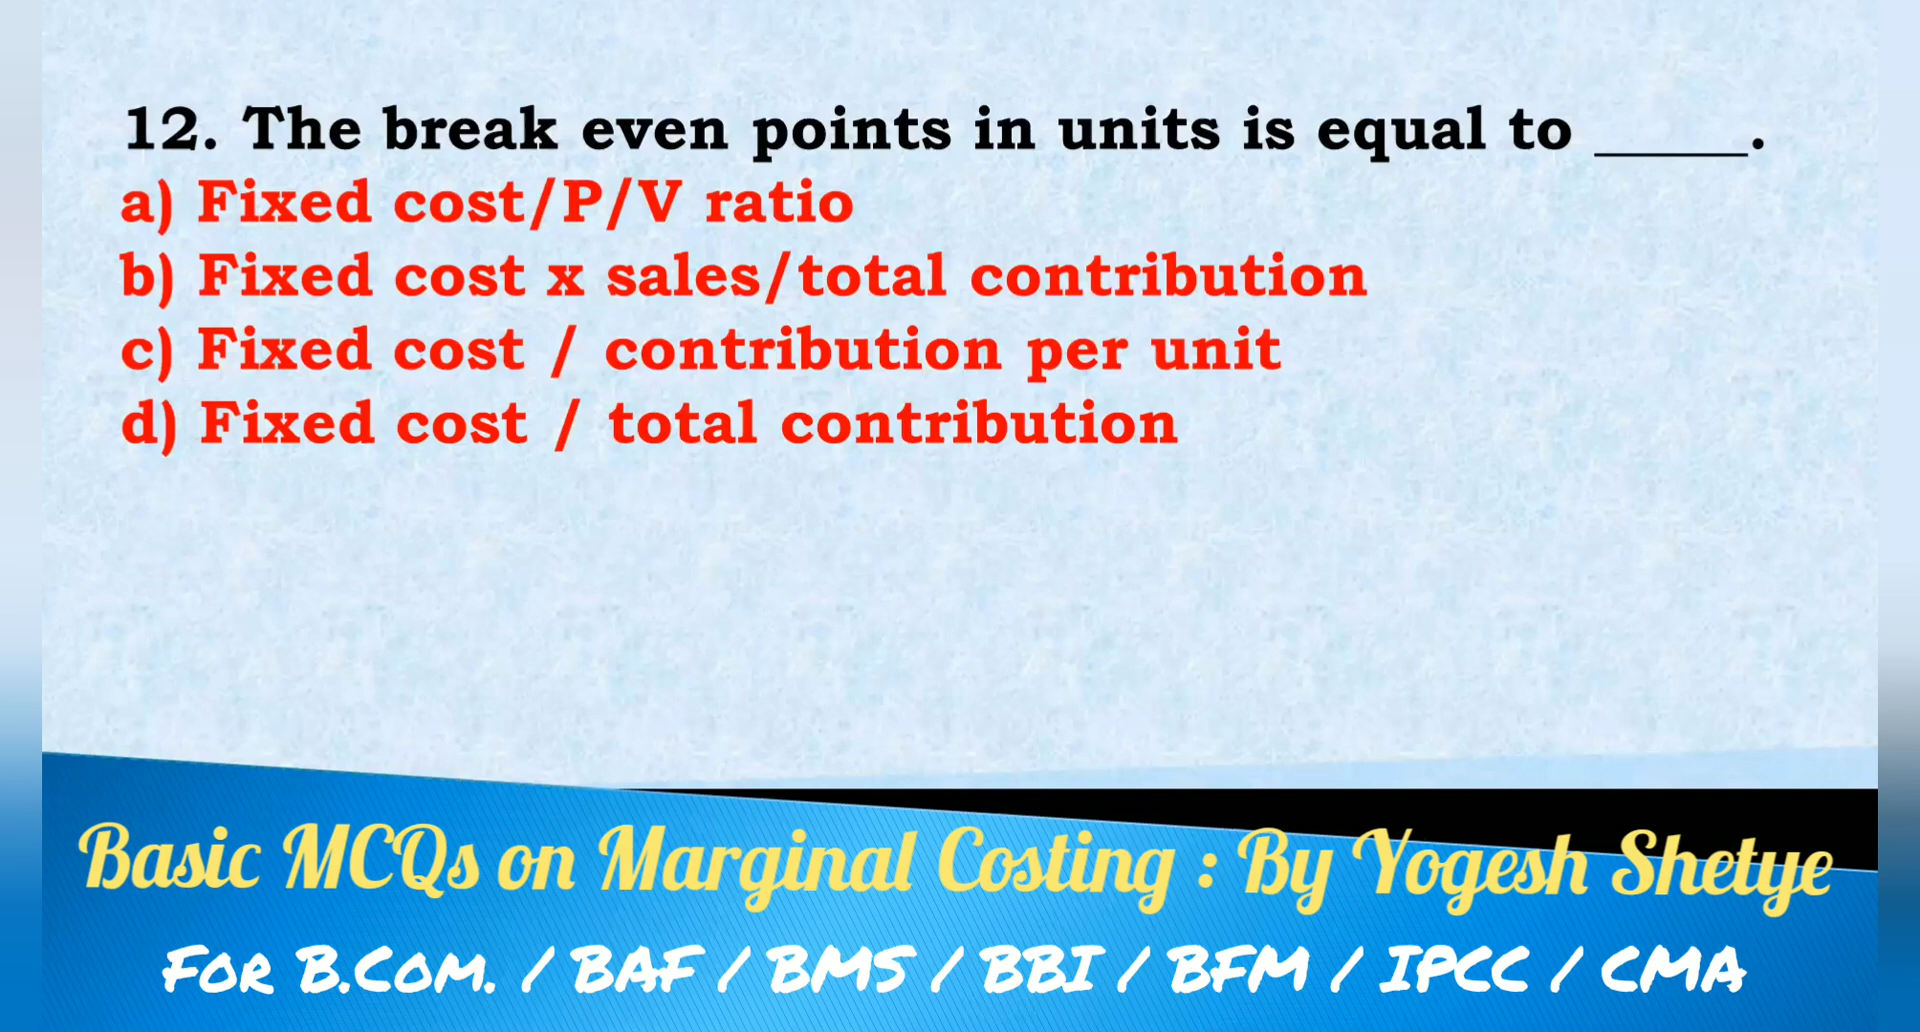 12. The break even points in units is equal to _____.
a) Fixed cost/P/V ratio
b) Fixed cost x sales/total contribution
c) Fixed cost / contribution per unit
d) Fixed cost / total contribution
Basic MCQs on Marginal Costing : By Yogesh Shetye
For B.Com. / BAF / BMS / BBI / BFM / IPCC / CMA